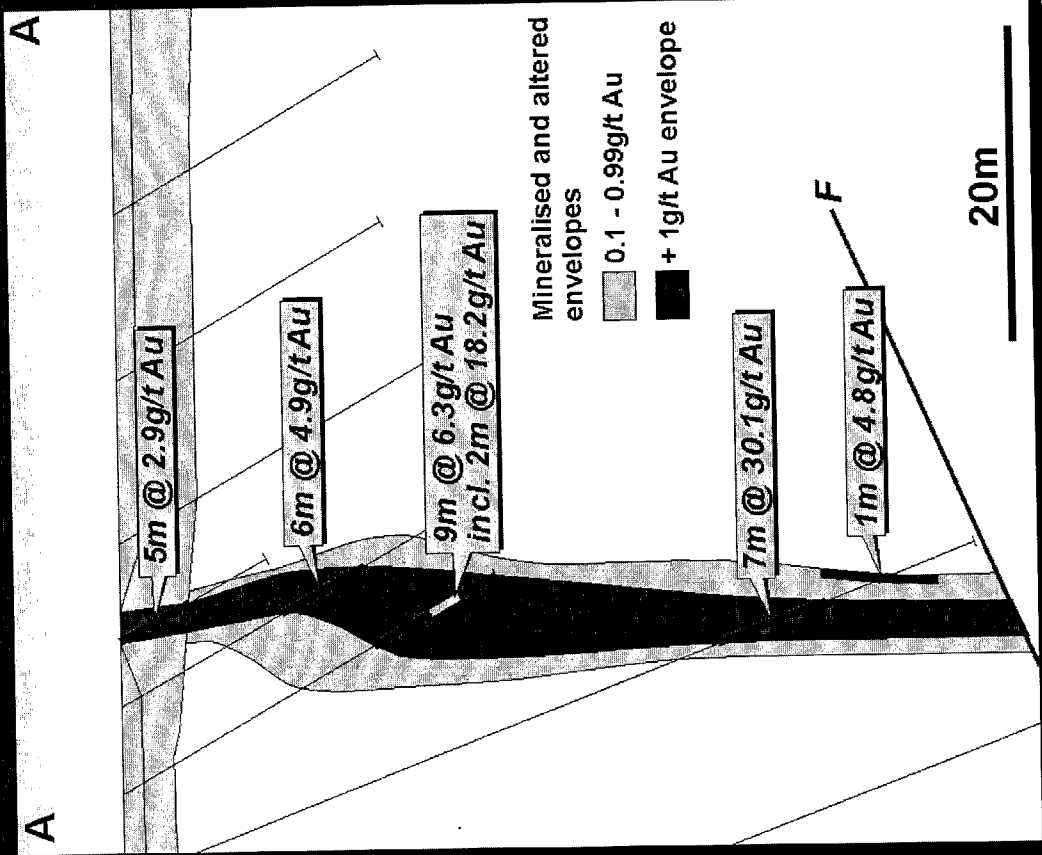 A
A
5m @ 2.9g/t Au
6m @ 4.9g/t Au
9m @ 6.3g/t Au
incl. 2m @ 18.2g/t Au
7m @ 30.1g/t Au
1m @ 4.8g/t Au
Mineralised and altered
envelopes
0.1 - 0.99g/t Au
+ 1g/t Au envelope
F
20m